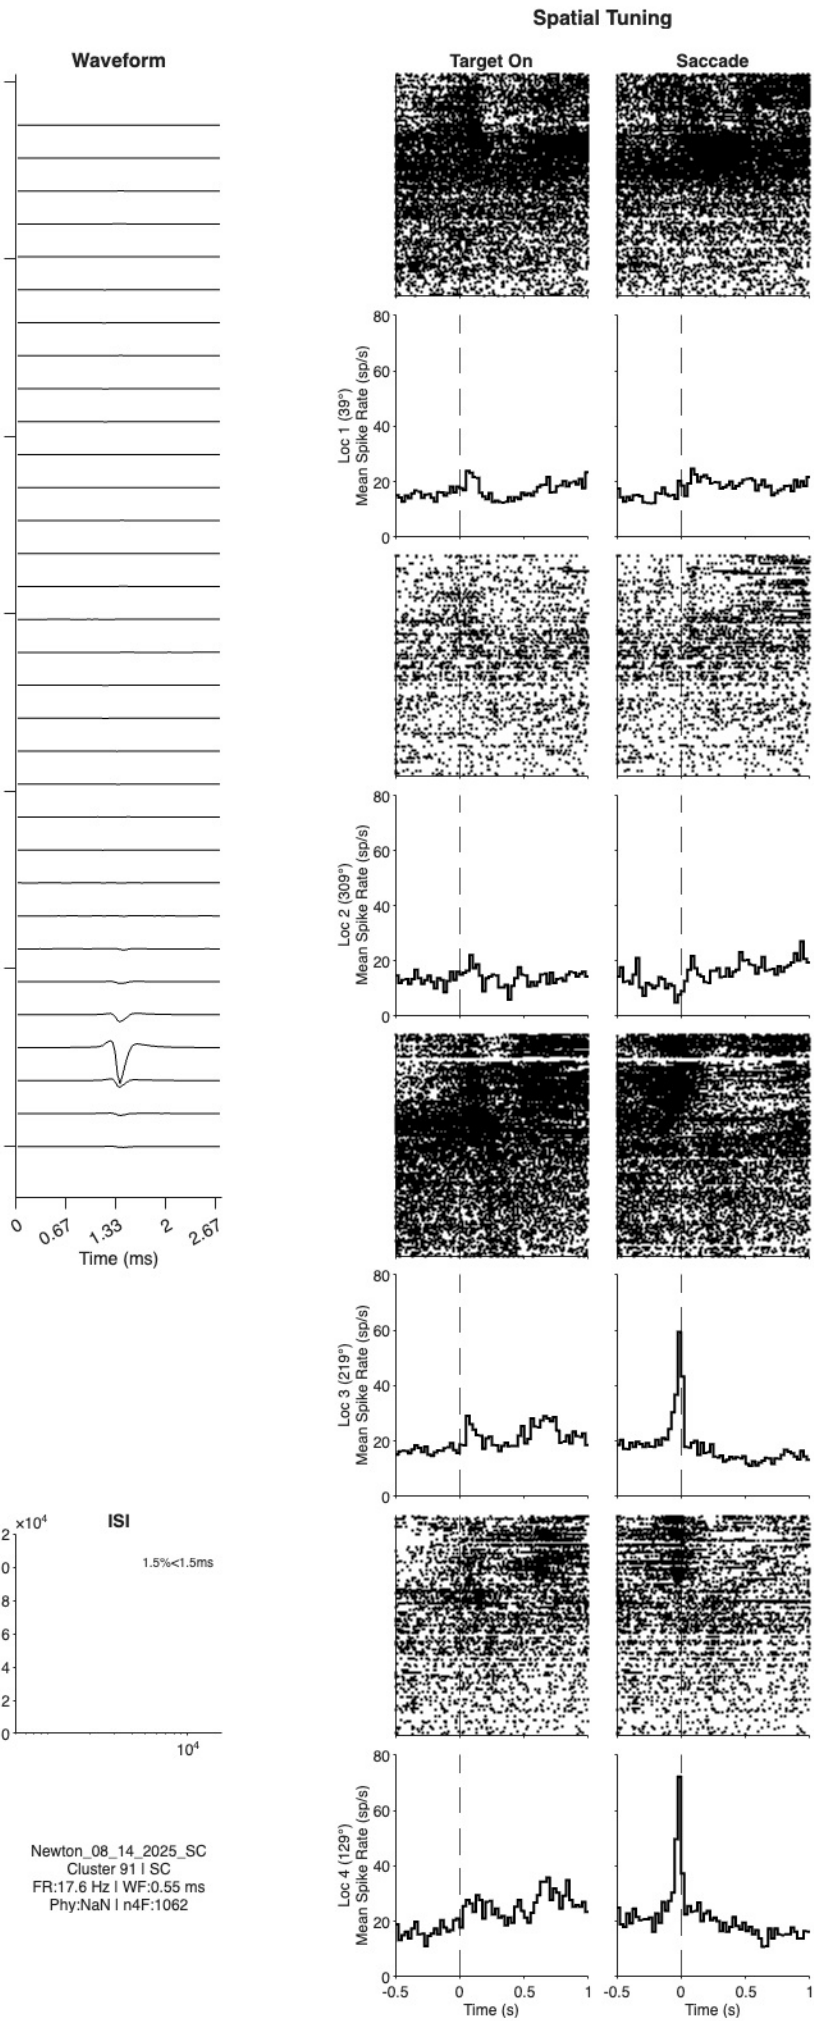 Spatial Tuning
Waveform
Target On
Saccade
80
60
40
20
0
Loc 1 (39°)
Mean Spike Rate (sp/s)
80
60
40
20
0
Loc 2 (309°)
Mean Spike Rate (sp/s)
0
0.67
1.33
2
2.67
Time (ms)
80
60
40
20
0
Loc 3 (219°)
Mean Spike Rate (sp/s)
ISI
×10⁴
2
0
8
6
4
2
0
1.5%<1.5ms
10⁴
Newton_08_14_2025_SC
Cluster 91 | SC
FR:17.6 Hz | WF:0.55 ms
Phy:NaN | n4F:1062
80
60
40
20
0
Loc 4 (129°)
Mean Spike Rate (sp/s)
-0.5 0 0.5 1
Time (s)
-0.5 0 0.5 1
Time (s)